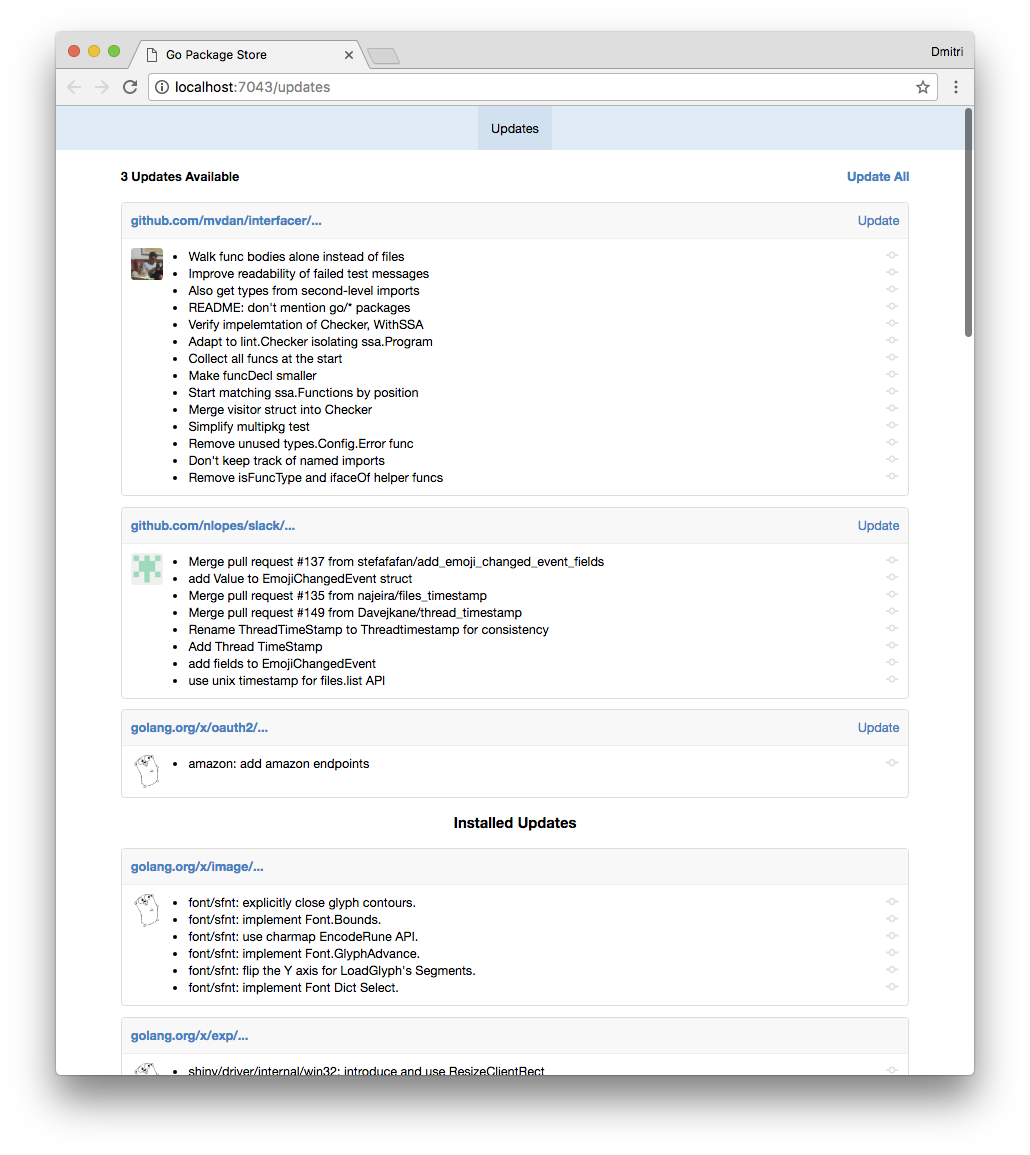 Go Package Store
Dmitri
localhost:7043/updates
Updates
3 Updates Available
Update All
github.com/mvdan/interfacer/...
Update
Walk func bodies alone instead of files
Improve readability of failed test messages
Also get types from second-level imports
README: don't mention go/* packages
Verify impelemtation of Checker, WithSSA
Adapt to lint.Checker isolating ssa.Program
Collect all funcs at the start
Make funcDecl smaller
Start matching ssa.Functions by position
Merge visitor struct into Checker
Simplify multipkg test
Remove unused types.Config.Error func
Don't keep track of named imports
Remove isFuncType and ifaceOf helper funcs
github.com/nlopes/slack/...
Update
Merge pull request #137 from stefafafan/add_emoji_changed_event_fields
add Value to EmojiChangedEvent struct
Merge pull request #135 from najeira/files_timestamp
Merge pull request #149 from Davejkane/thread_timestamp
Rename ThreadTimeStamp to Threadtimestamp for consistency
Add Thread TimeStamp
add fields to EmojiChangedEvent
use unix timestamp for files.list API
golang.org/x/oauth2/...
Update
amazon: add amazon endpoints
Installed Updates
golang.org/x/image/...
font/sfnt: explicitly close glyph contours.
font/sfnt: implement Font.Bounds.
font/sfnt: use charmap EncodeRune API.
font/sfnt: implement Font.GlyphAdvance.
font/sfnt: flip the Y axis for LoadGlyph's Segments.
font/sfnt: implement Font Dict Select.
golang.org/x/exp/...
shiny/driver/internal/win32: introduce and use ResizeClientRect